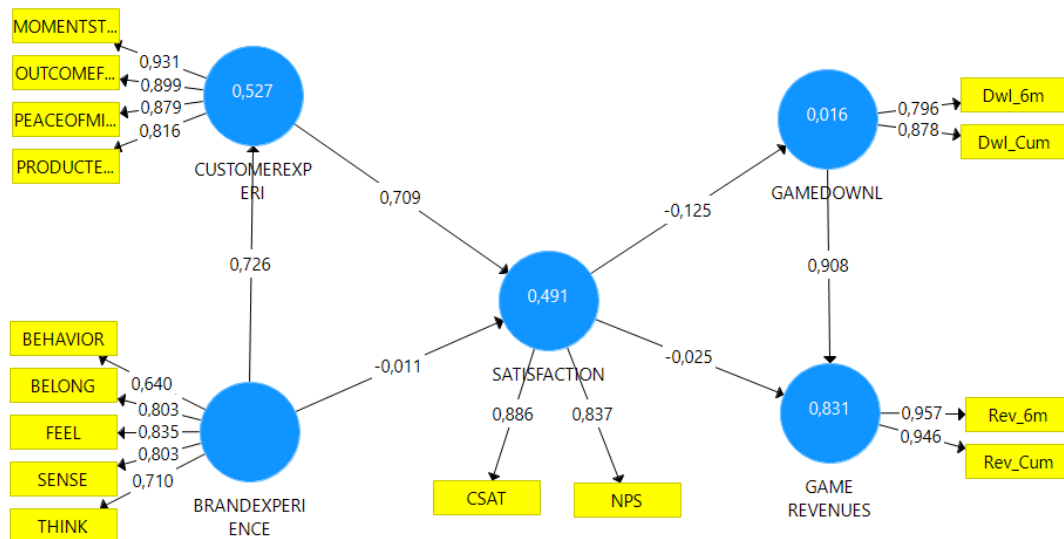 MOMENTST...
OUTCOMEF...
PEACEOFMI...
PRODUCTE...
0,931
0,899
0,879
0,816
0,527
CUSTOMEREXP
ERI
0,726
0,709
BEHAVIOR
BELONG
FEEL
SENSE
THINK
0,640
0,803
0,835
0,803
0,710
BRANDEXPERI
ENCE
-0,011
0,491
SATISFACTION
0,886
0,837
CSAT
NPS
-0,125
-0,025
0,016
GAMEDOWNL
0,796
0,878
Dwl_6m
Dwl_Cum
0,908
0,831
GAME
REVENUES
0,957
0,946
Rev_6m
Rev_Cum